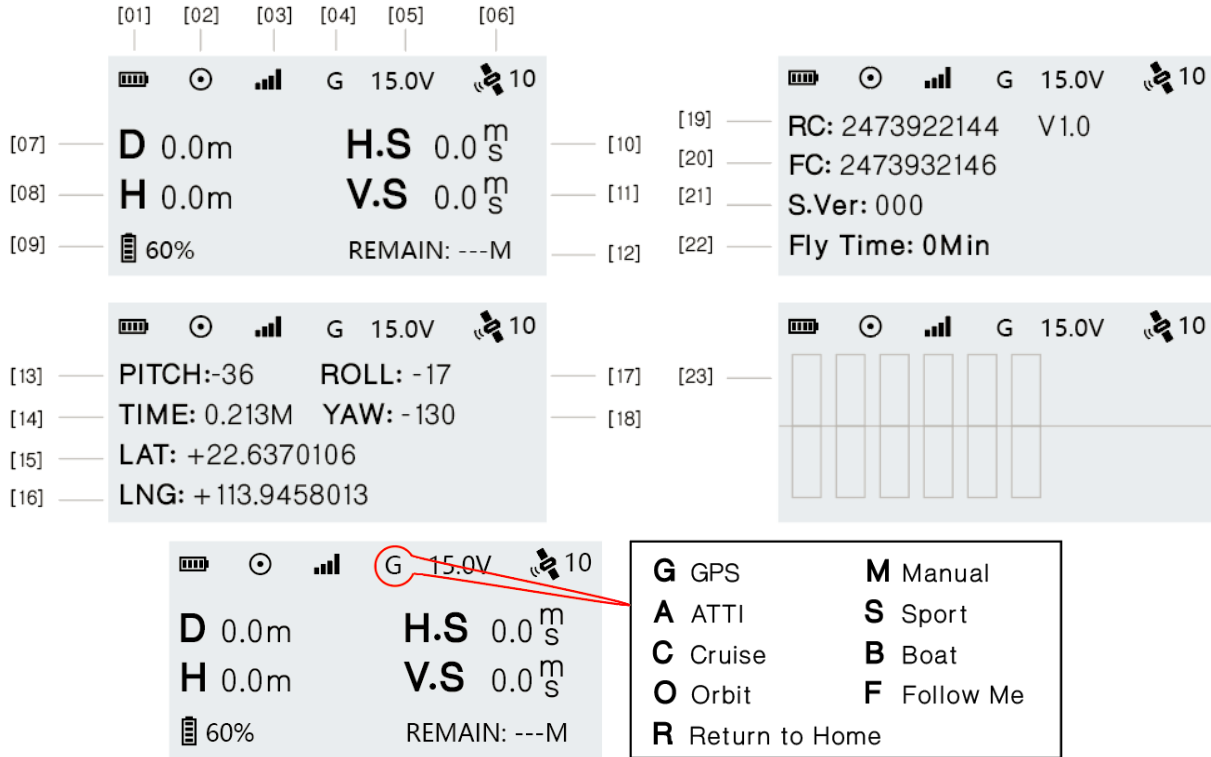 [01] [02] [03] [04] [05] [06]
G 15.0V 10
[07] D 0.0m H.S 0.0 m/s [10]
[08] H 0.0m V.S 0.0 m/s [11]
[09] 60% REMAIN: ---M [12]
G 15.0V 10
[19] RC: 2473922144 V1.0
[20] FC: 2473932146
[21] S.Ver: 000
[22] Fly Time: 0Min
G 15.0V 10
[13] PITCH:-36 ROLL: -17 [17]
[14] TIME: 0.213M YAW: -130 [18]
[15] LAT: +22.6370106
[16] LNG: +113.9458013
G 15.0V 10
[23]
G 15.0V 10
D 0.0m H.S 0.0 m/s
H 0.0m V.S 0.0 m/s
60% REMAIN: ---M
G GPS M Manual
A ATTI S Sport
C Cruise B Boat
O Orbit F Follow Me
R Return to Home